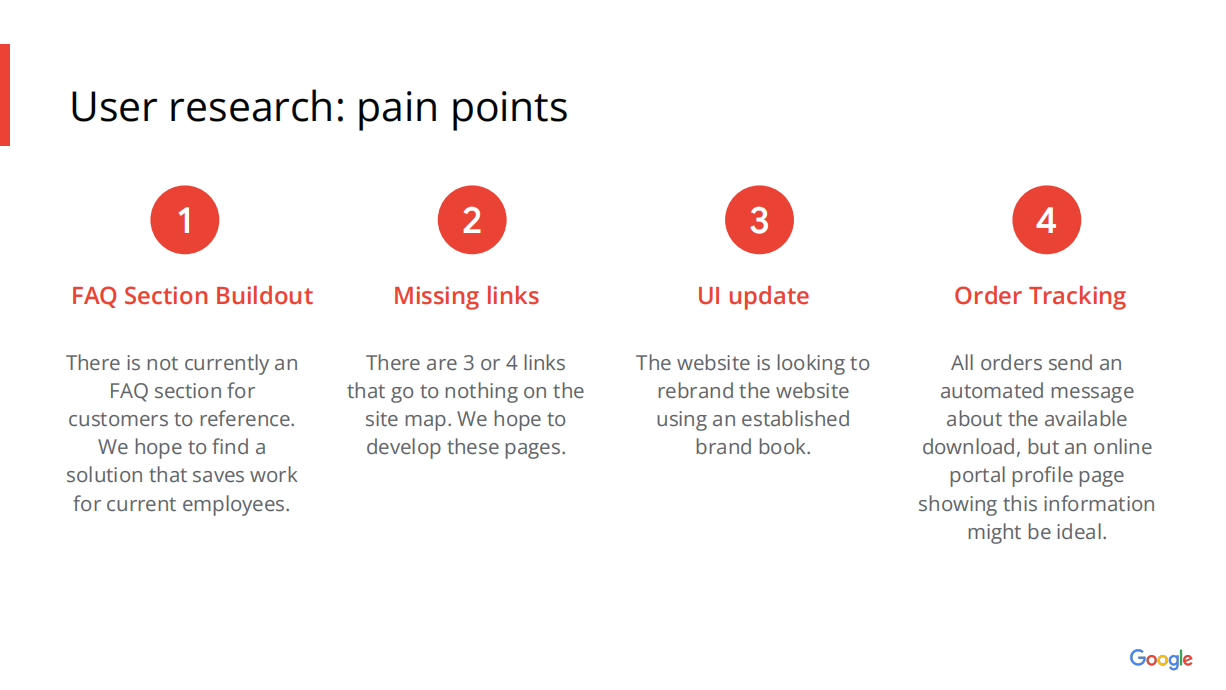 User research: pain points
1
FAQ Section Buildout
There is not currently an
FAQ section for
customers to reference.
We hope to find a
solution that saves work
for current employees.
2
Missing links
There are 3 or 4 links
that go to nothing on the
site map. We hope to
develop these pages.
3
UI update
The website is looking to
rebrand the website
using an established
brand book.
4
Order Tracking
All orders send an
automated message
about the available
download, but an online
portal profile page
showing this information
might be ideal.
Google